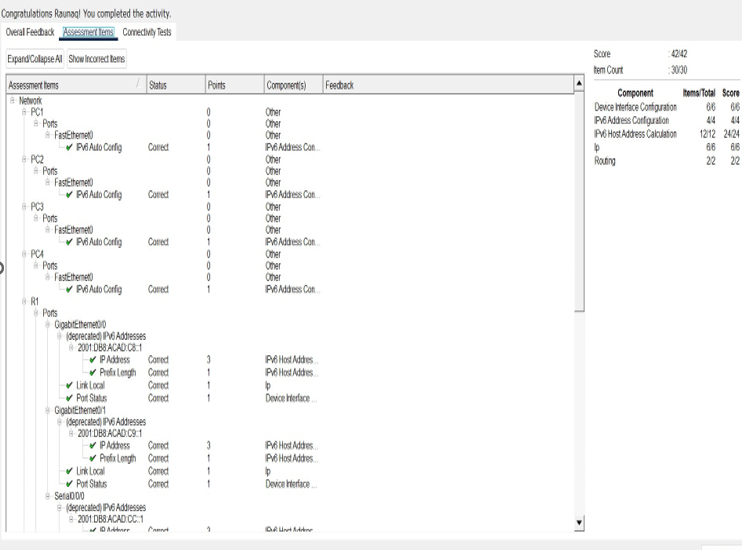 Congratulations Raunaq! You completed the activity.
Overall Feedback Assessment Items Connectivity Tests
Expand/Collapse All Show Incorrect Items
Assessment Items / Status Points Component(s) Feedback
Network
PC1 0 Other
Ports 0 Other
FastEthernet0 0 Other
IPv6 Auto Config Correct 1 IPv6 Address Con...
PC2 0 Other
Ports 0 Other
FastEthernet0 0 Other
IPv6 Auto Config Correct 1 IPv6 Address Con...
PC3 0 Other
Ports 0 Other
FastEthernet0 0 Other
IPv6 Auto Config Correct 1 IPv6 Address Con...
PC4 0 Other
Ports 0 Other
FastEthernet0 0 Other
IPv6 Auto Config Correct 1 IPv6 Address Con...
R1
Ports
GigabitEthernet0/0
(deprecated) IPv6 Addresses
2001:DB8:ACAD:C8::1
IP Address Correct 3 IPv6 Host Addres...
Prefix Length Correct 1 IPv6 Host Addres...
Link Local Correct 1 Ip
Port Status Correct 1 Device Interface ...
GigabitEthernet0/1
(deprecated) IPv6 Addresses
2001:DB8:ACAD:C9::1
IP Address Correct 3 IPv6 Host Addres...
Prefix Length Correct 1 IPv6 Host Addres...
Link Local Correct 1 Ip
Port Status Correct 1 Device Interface ...
Serial0/0/0
(deprecated) IPv6 Addresses
2001:DB8:ACAD:CC::1
IP Address Correct 3 IPv6 Host Addres...
Score : 42/42
Item Count : 30/30
Component Items/Total Score
Device Interface Configuration 6/6 6/6
IPv6 Address Configuration 4/4 4/4
IPv6 Host Address Calculation 12/12 24/24
Ip 6/6 6/6
Routing 2/2 2/2